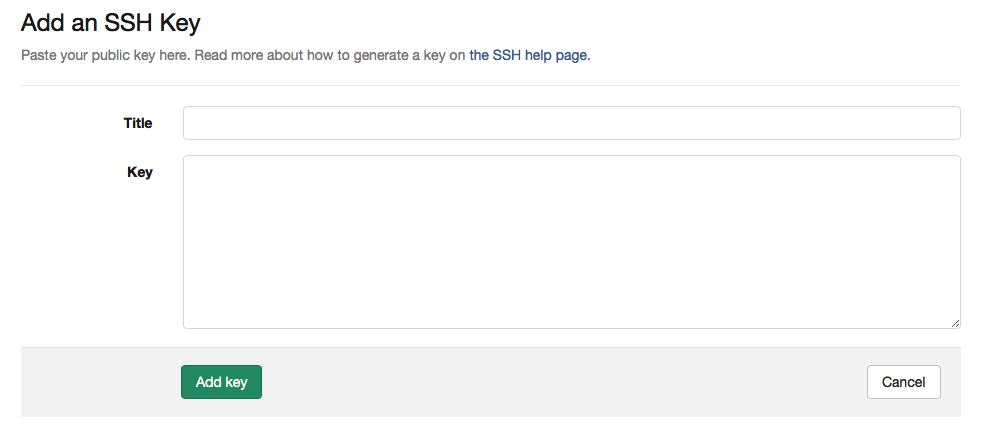 Add an SSH Key
Paste your public key here. Read more about how to generate a key on the SSH help page.
Title
Key
Add key
Cancel